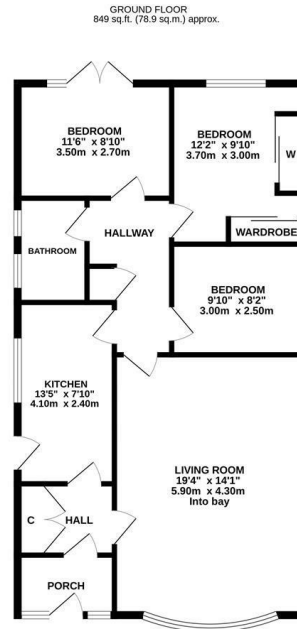 GROUND FLOOR
849 sq.ft. (78.9 sq.m.) approx.
BEDROOM
11'6" x 8'10"
3.50m x 2.70m
BEDROOM
12'2" x 9'10"
3.70m x 3.00m
W
HALLWAY
WARDROBE
BATHROOM
BEDROOM
9'10" x 8'2"
3.00m x 2.50m
KITCHEN
13'5" x 7'10"
4.10m x 2.40m
LIVING ROOM
19'4" x 14'1"
5.90m x 4.30m
Into bay
C
HALL
PORCH